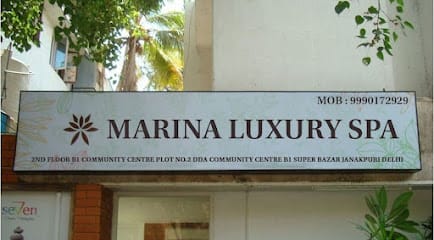 MOB : 9990172929
MARINA LUXURY SPA
2ND FLOOR B1 COMMUNITY CENTRE PLOT NO.2 DDA COMMUNITY CENTRE B1 SUPER BAZAR JANAKPURI DELHI
seven